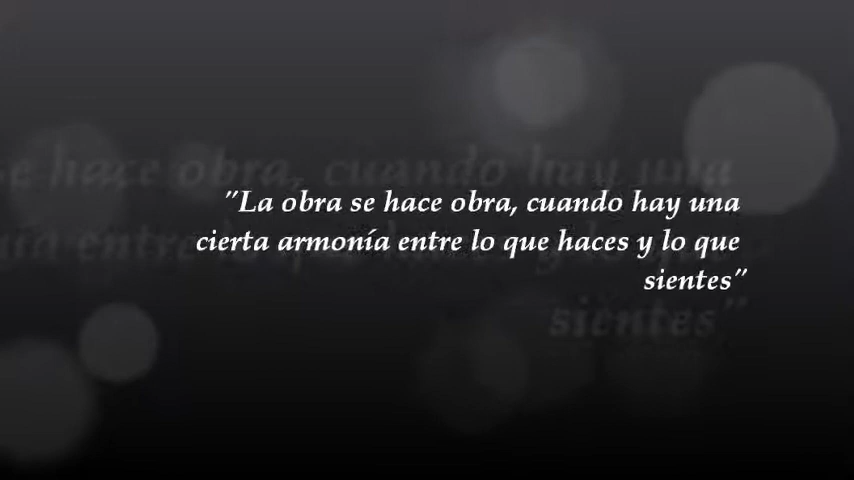 "La obra se hace obra, cuando hay una
cierta armonía entre lo que haces y lo que
sientes"